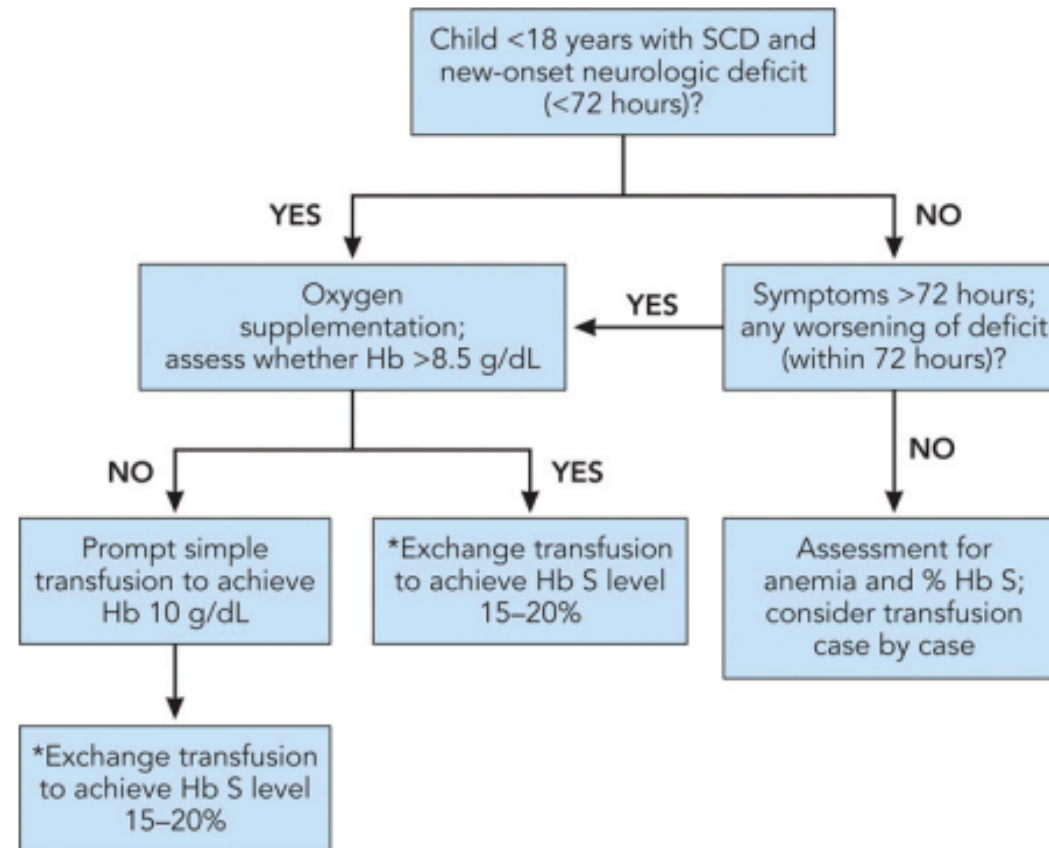 Child <18 years with SCD and
new-onset neurologic deficit
(<72 hours)?
YES
NO
Oxygen
supplementation;
assess whether Hb >8.5 g/dL
YES
Symptoms >72 hours;
any worsening of deficit
(within 72 hours)?
NO
YES
NO
Prompt simple
transfusion to achieve
Hb 10 g/dL
*Exchange transfusion
to achieve Hb S level
15–20%
Assessment for
anemia and % Hb S;
consider transfusion
case by case
*Exchange transfusion
to achieve Hb S level
15–20%